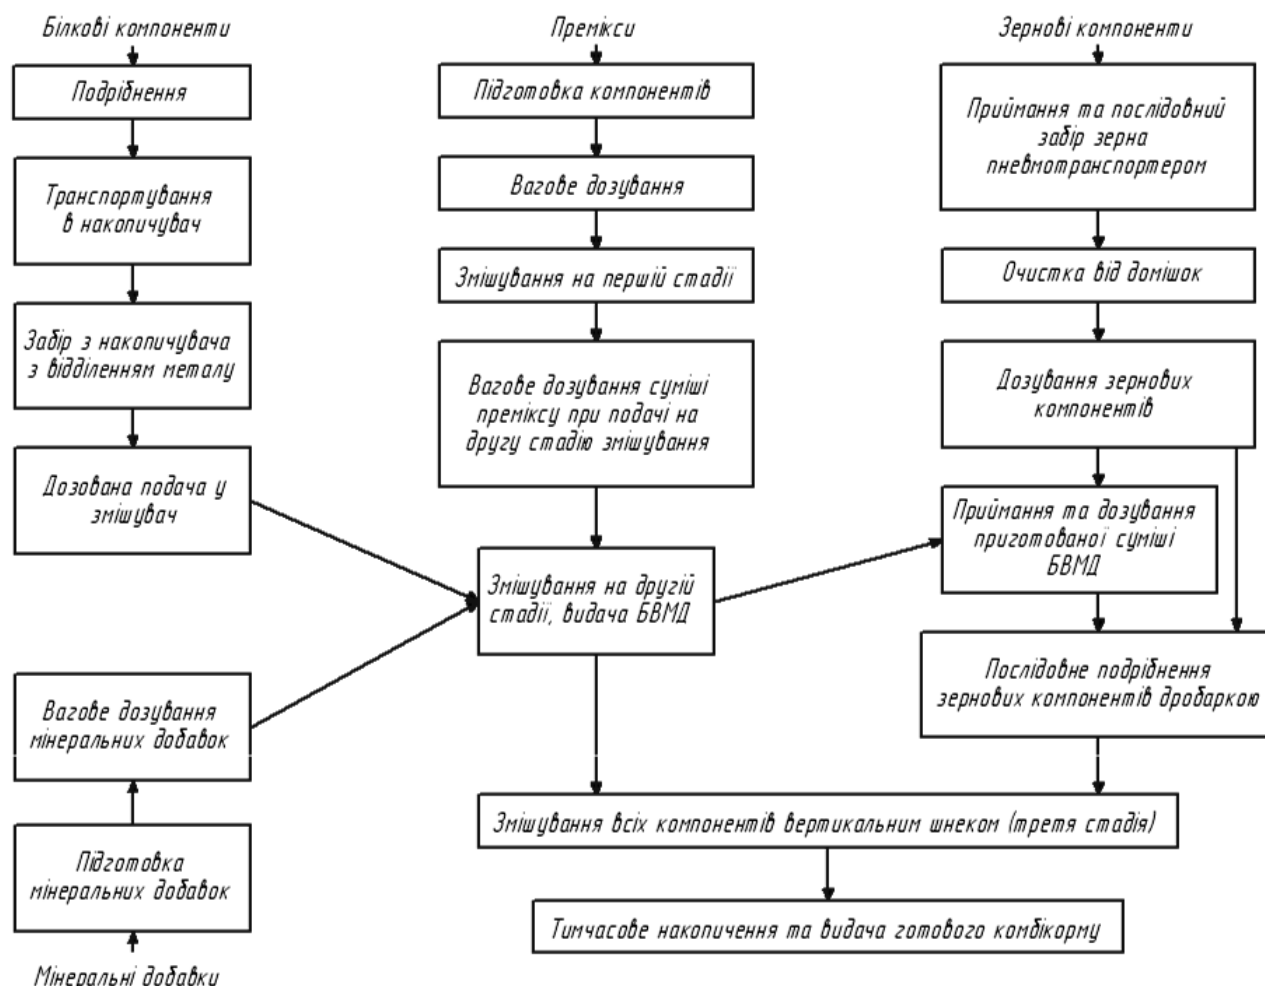 Білкові компоненти
Подрібнення
Транспортування
в накопичувач
Забір з накопичувача
з відділенням металу
Дозована подача у
змішувач
Вагове дозування
мінеральних добавок
Підготовка
мінеральних добавок
Мінеральні добавки
Премікси
Підготовка компонентів
Вагове дозування
Змішування на першій стадії
Вагове дозування суміші
преміксу при подачі на
другу стадію змішування
Змішування на другій
стадії, видача БВМД
Зернові компоненти
Приймання та послідовний
забір зерна
пневмотранспортером
Очистка від домішок
Дозування зернових
компонентів
Приймання та дозування
приготованої суміші
БВМД
Послідовне подрібнення
зернових компонентів дробаркою
Змішування всіх компонентів вертикальним шнеком (третя стадія)
Тимчасове накопичення та видача готового комбікорму